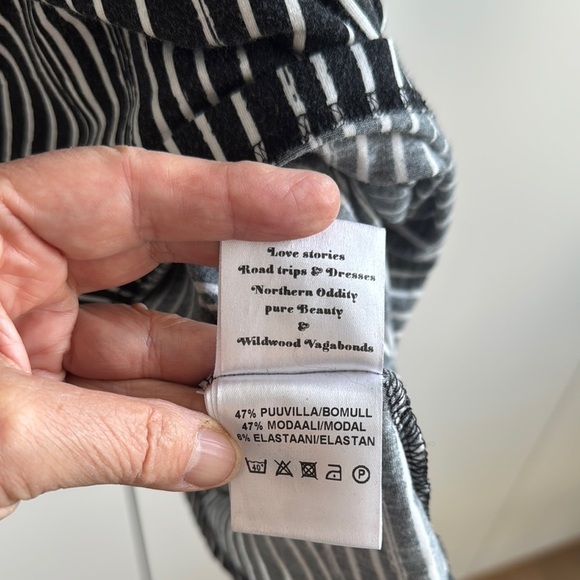 Love stories
Road trips & Dresses
Northern Oddity
pure Beauty
&
Wildwood Vagabonds
47% PUUVILLA/BOMULL
47% MODAALI/MODAL
6% ELASTAANI/ELASTAN
40° P